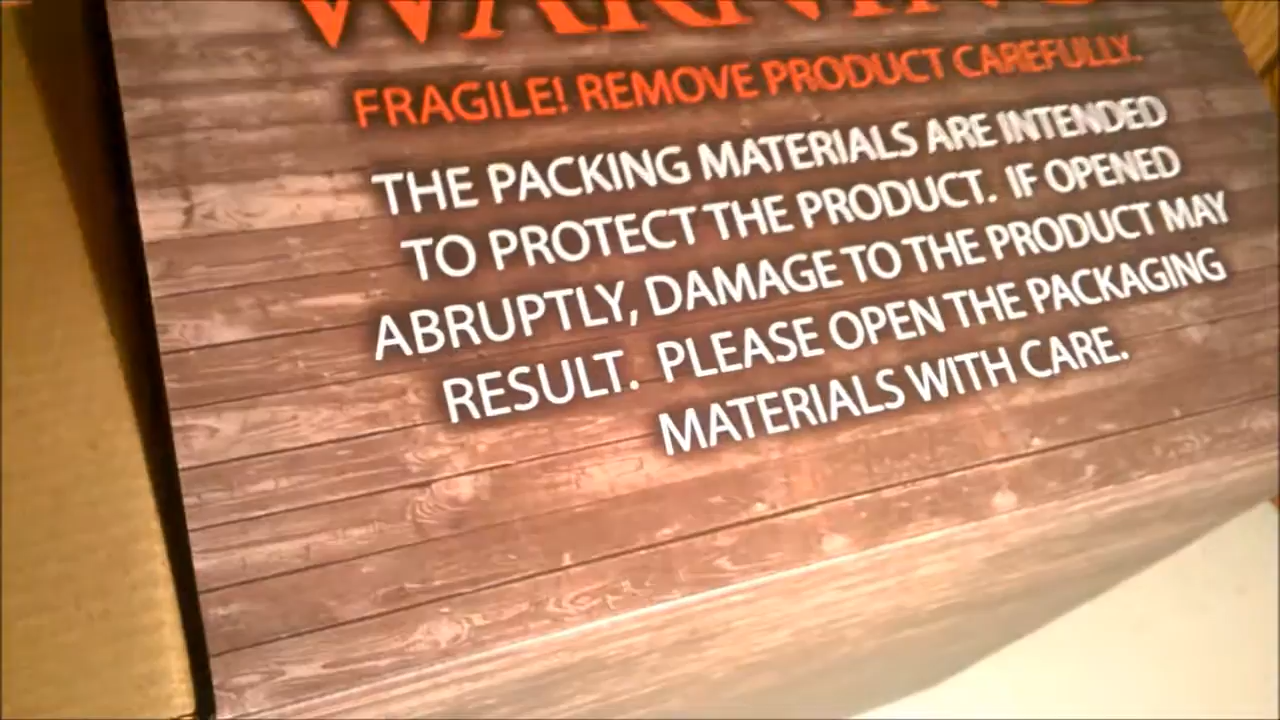 WARNING
FRAGILE! REMOVE PRODUCT CAREFULLY.
THE PACKING MATERIALS ARE INTENDED
TO PROTECT THE PRODUCT. IF OPENED
ABRUPTLY, DAMAGE TO THE PRODUCT MAY
RESULT. PLEASE OPEN THE PACKAGING
MATERIALS WITH CARE.